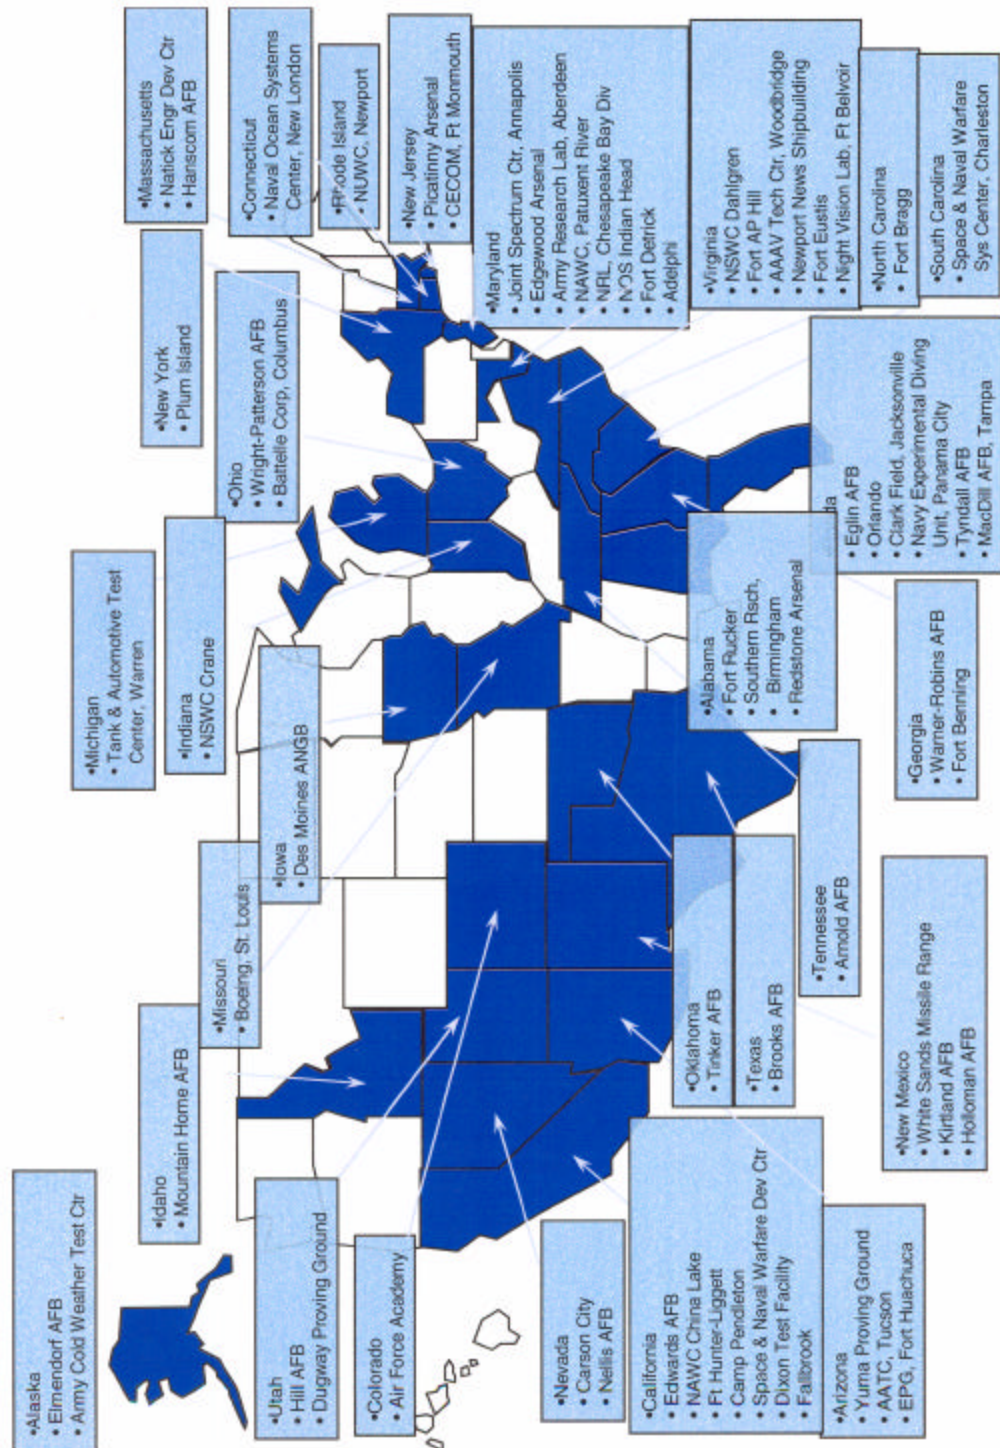 •Alaska
• Elmendorf AFB
• Army Cold Weather Test Ctr
•Idaho
• Mountain Home AFB
•Missouri
• Boeing, St. Louis
•Iowa
• Des Moines ANGB
•Michigan
• Tank & Automotive Test
Center, Warren
•Indiana
• NSWC Crane
•Ohio
• Wright-Patterson AFB
• Battelle Corp, Columbus
•New York
• Plum Island
•Massachusetts
• Natick Engr Dev Ctr
• Hanscom AFB
•Connecticut
• Naval Ocean Systems
Center, New London
•Rhode Island
• NUWC, Newport
•New Jersey
• Picatinny Arsenal
• CECOM, Ft Monmouth
•Maryland
• Joint Spectrum Ctr, Annapolis
• Edgewood Arsenal
• Army Research Lab, Aberdeen
• NAWC, Patuxent River
• NRL, Chesapeake Bay Div
• NOS Indian Head
• Fort Detrick
• Adelphi
•Virginia
• NSWC Dahlgren
• Fort AP Hill
• AAAV Tech Ctr, Woodbridge
• Newport News Shipbuilding
• Fort Eustis
• Night Vision Lab, Ft Belvoir
•North Carolina
• Fort Bragg
•South Carolina
• Space & Naval Warfare
Sys Center, Charleston
da
• Eglin AFB
• Orlando
• Clark Field, Jacksonville
• Navy Experimental Diving
Unit, Panama City
• Tyndall AFB
• MacDill AFB, Tampa
•Alabama
• Fort Rucker
• Southern Rsch,
• Birmingham
• Redstone Arsenal
•Georgia
• Warner-Robins AFB
• Fort Benning
•Tennessee
• Arnold AFB
•Oklahoma
• Tinker AFB
•Texas
• Brooks AFB
•New Mexico
• White Sands Missile Range
• Kirtland AFB
• Holloman AFB
•Utah
• Hill AFB
• Dugway Proving Ground
•Colorado
• Air Force Academy
•Nevada
• Carson City
• Nellis AFB
•California
• Edwards AFB
• NAWC China Lake
• Ft Hunter-Liggett
• Camp Pendleton
• Space & Naval Warfare Dev Ctr
• Dixon Test Facility
• Fallbrook
•Arizona
• Yuma Proving Ground
• AATC, Tucson
• EPG, Fort Huachuca